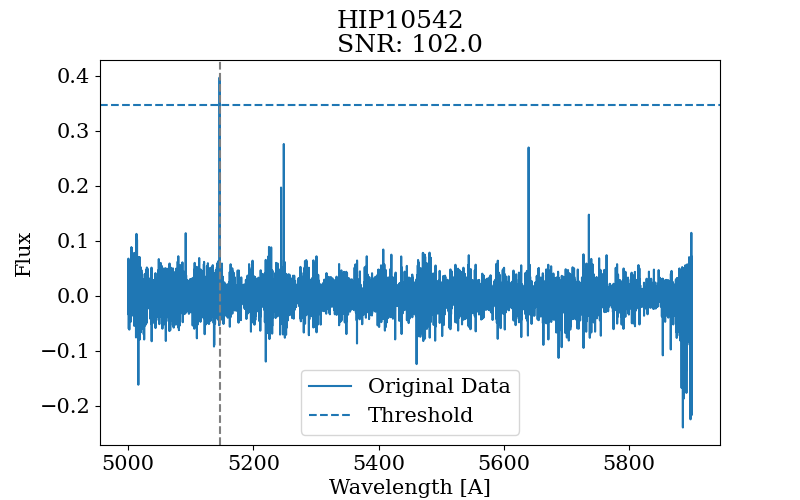 HIP10542
SNR: 102.0
0.4
0.3
0.2
0.1
0.0
−0.1
−0.2
Flux
Original Data
Threshold
5000 5200 5400 5600 5800
Wavelength [A]